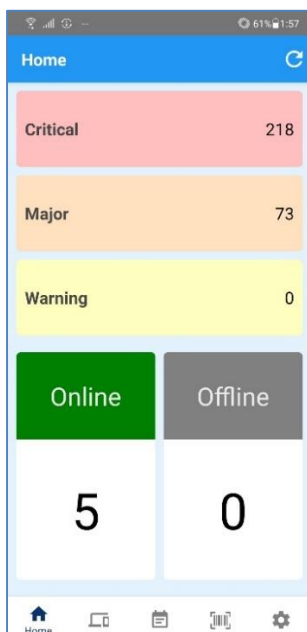 61% 1:57
Home
Critical 218
Major 73
Warning 0
Online Offline
5 0
Home